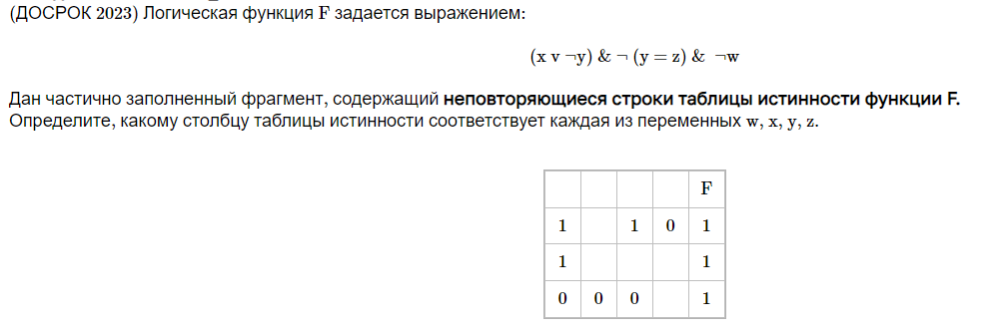 (ДОСРОК 2023) Логическая функция F задается выражением:
(x v ¬y) & ¬ (y = z) & ¬w
Дан частично заполненный фрагмент, содержащий неповторяющиеся строки таблицы истинности функции F.
Определите, какому столбцу таблицы истинности соответствует каждая из переменных w, x, y, z.
F
1 1 0 1
1 1
0 0 0 1